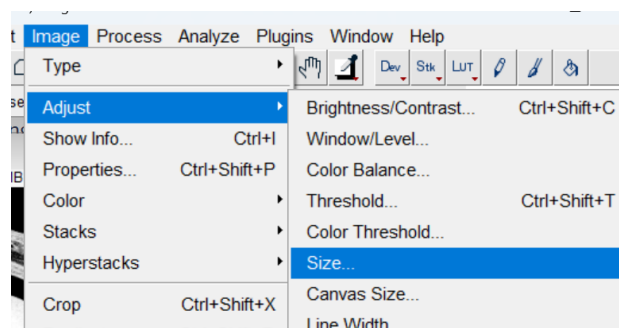 t Image Process Analyze Plugins Window Help
Type
Dev Stk LUT
Adjust
Brightness/Contrast... Ctrl+Shift+C
Show Info... Ctrl+I
Window/Level...
Properties... Ctrl+Shift+P
Color Balance...
Color
Threshold... Ctrl+Shift+T
Stacks
Color Threshold...
Hyperstacks
Size...
Crop Ctrl+Shift+X
Canvas Size...
Line Width